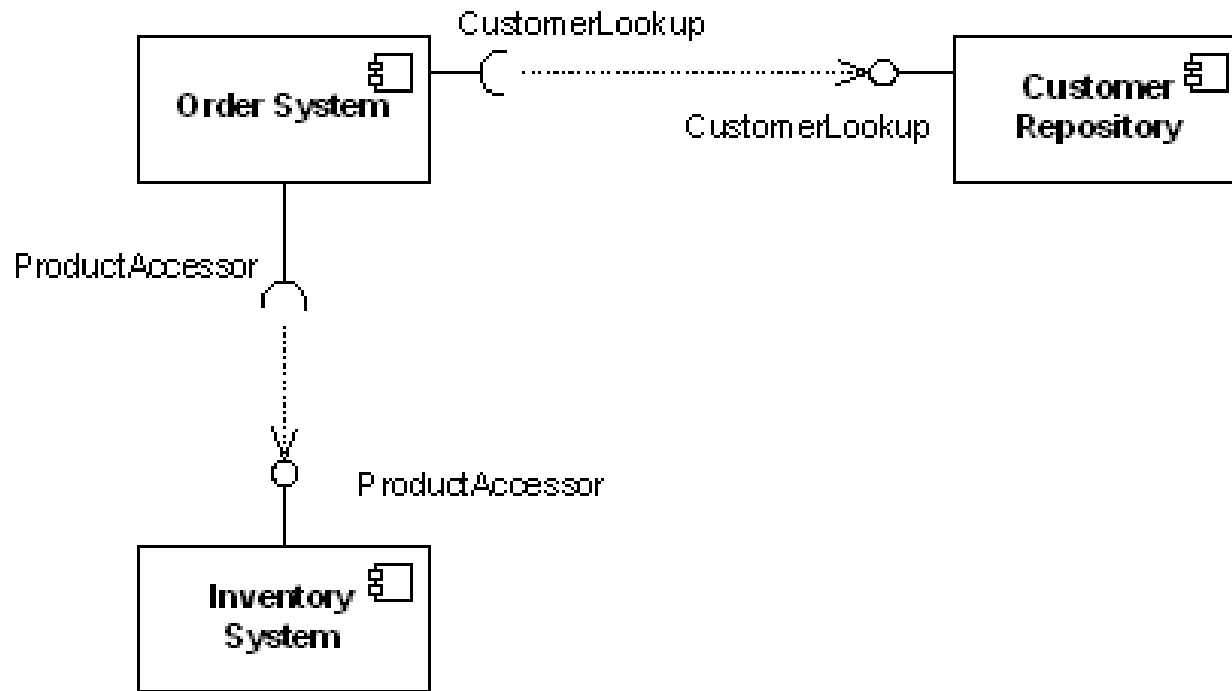 CustomerLookup
Order System
Customer
Repository
CustomerLookup
ProductAccessor
ProductAccessor
Inventory
System